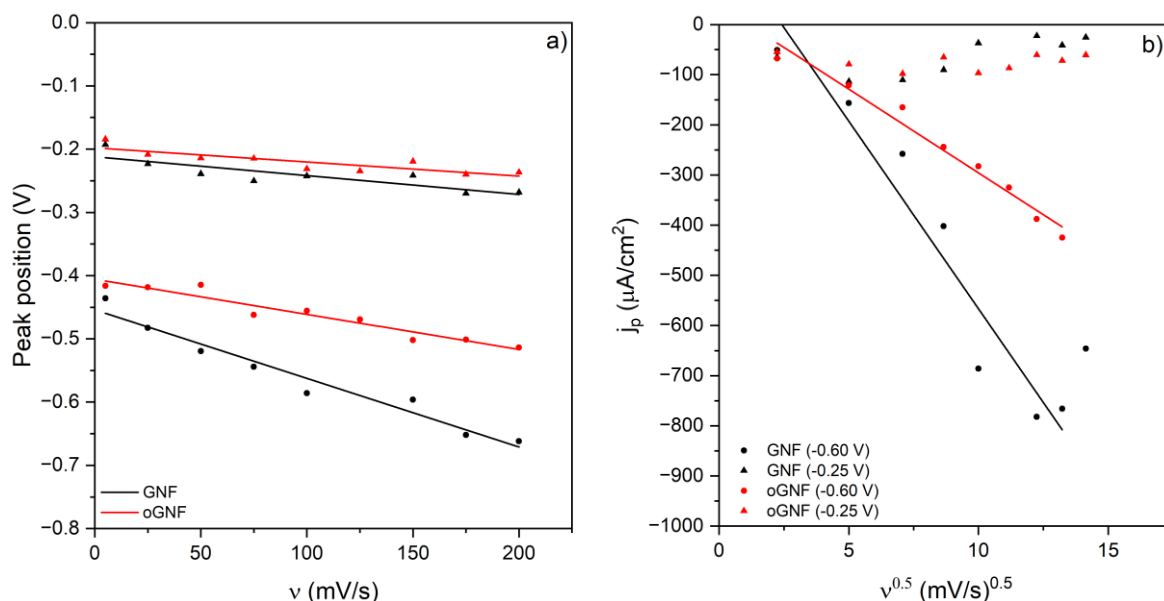 a)
Peak position (V)
0.0
−0.1
−0.2
−0.3
−0.4
−0.5
−0.6
−0.7
−0.8
GNF
oGNF
0
50
100
150
200
ν (mV/s)
b)
jₚ (μA/cm²)
0
−100
−200
−300
−400
−500
−600
−700
−800
−900
−1000
GNF (-0.60 V)
GNF (-0.25 V)
oGNF (-0.60 V)
oGNF (-0.25 V)
0
5
10
15
ν⁰·⁵ (mV/s)⁰·⁵